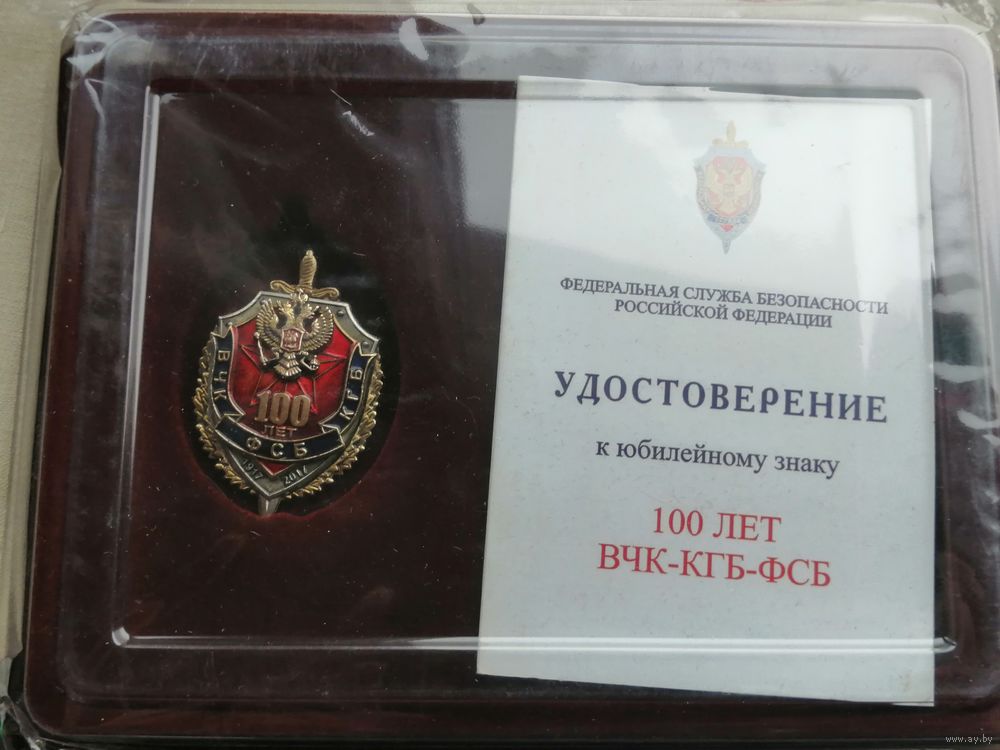 ВЧК
КГБ
100
ЛЕТ
ФСБ
1917
2017
ФЕДЕРАЛЬНАЯ СЛУЖБА БЕЗОПАСНОСТИ
РОССИЙСКОЙ ФЕДЕРАЦИИ
УДОСТОВЕРЕНИЕ
к юбилейному знаку
100 ЛЕТ
ВЧК-КГБ-ФСБ
www.ay.by